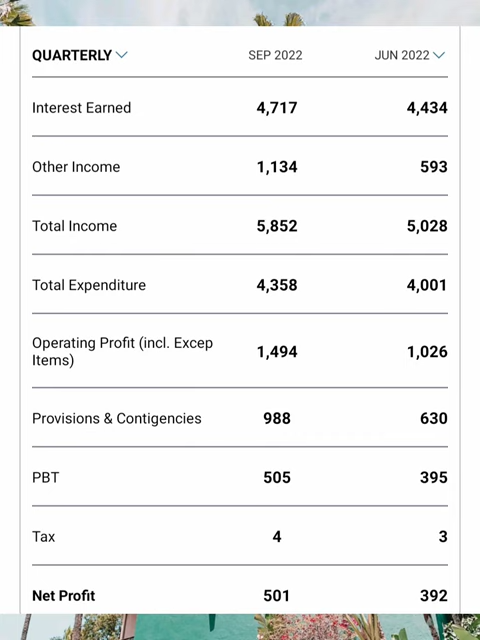 QUARTERLY SEP 2022 JUN 2022
Interest Earned 4,717 4,434
Other Income 1,134 593
Total Income 5,852 5,028
Total Expenditure 4,358 4,001
Operating Profit (incl. Excep
Items) 1,494 1,026
Provisions & Contigencies 988 630
PBT 505 395
Tax 4 3
Net Profit 501 392